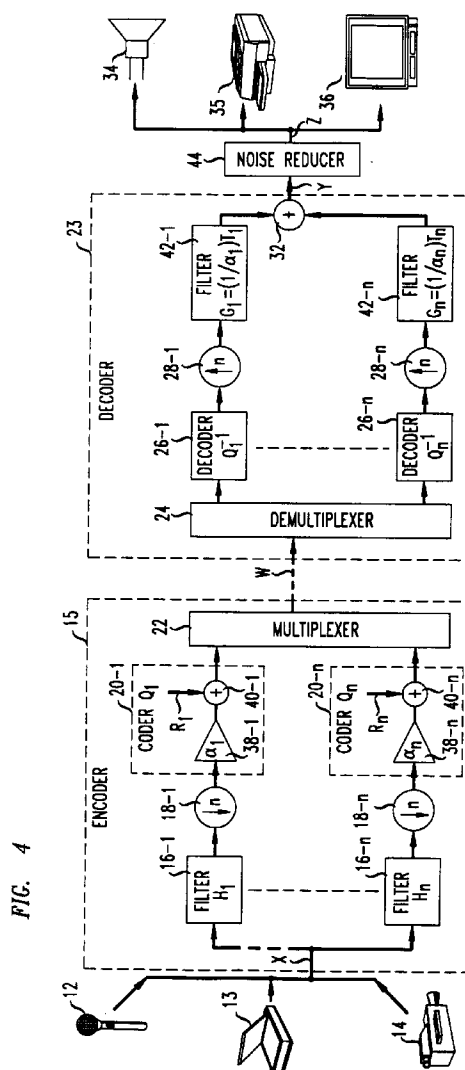 FIG. 4
12
13
14
X
15
ENCODER
16-1
FILTER
H₁
18-1
↓n
20-1
CODER Q₁
R₁
α₁
38-1
+
40-1
16-n
FILTER
Hₙ
18-n
↓n
20-n
CODER Qₙ
Rₙ
αₙ
38-n
+
40-n
22
MULTIPLEXER
W
23
DECODER
24
DEMULTIPLEXER
26-1
DECODER
Q₁⁻¹
28-1
↑n
42-1
FILTER
G₁=(1/α₁)T₁
26-n
DECODER
Qₙ⁻¹
28-n
↑n
42-n
FILTER
Gₙ=(1/αₙ)Tₙ
+
32
Y
44
NOISE REDUCER
Z
34
35
36